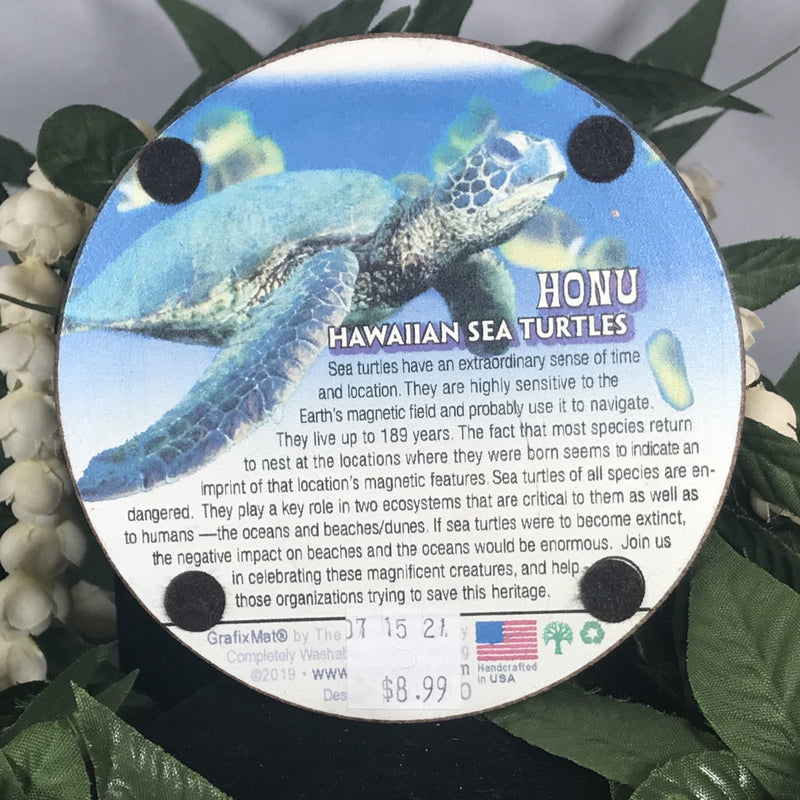 HONU
HAWAIIAN SEA TURTLES
Sea turtles have an extraordinary sense of time
and location. They are highly sensitive to the
Earth's magnetic field and probably use it to navigate.
They live up to 189 years. The fact that most species return
to nest at the locations where they were born seems to indicate an
imprint of that location's magnetic features. Sea turtles of all species are en-
dangered. They play a key role in two ecosystems that are critical to them as well as
to humans —the oceans and beaches/dunes. If sea turtles were to become extinct,
the negative impact on beaches and the oceans would be enormous. Join us
in celebrating these magnificent creatures, and help
those organizations trying to save this heritage.
GrafixMat® by The
07 15 21
Completely
©2019 •
$8.99
Handcrafted
in USA